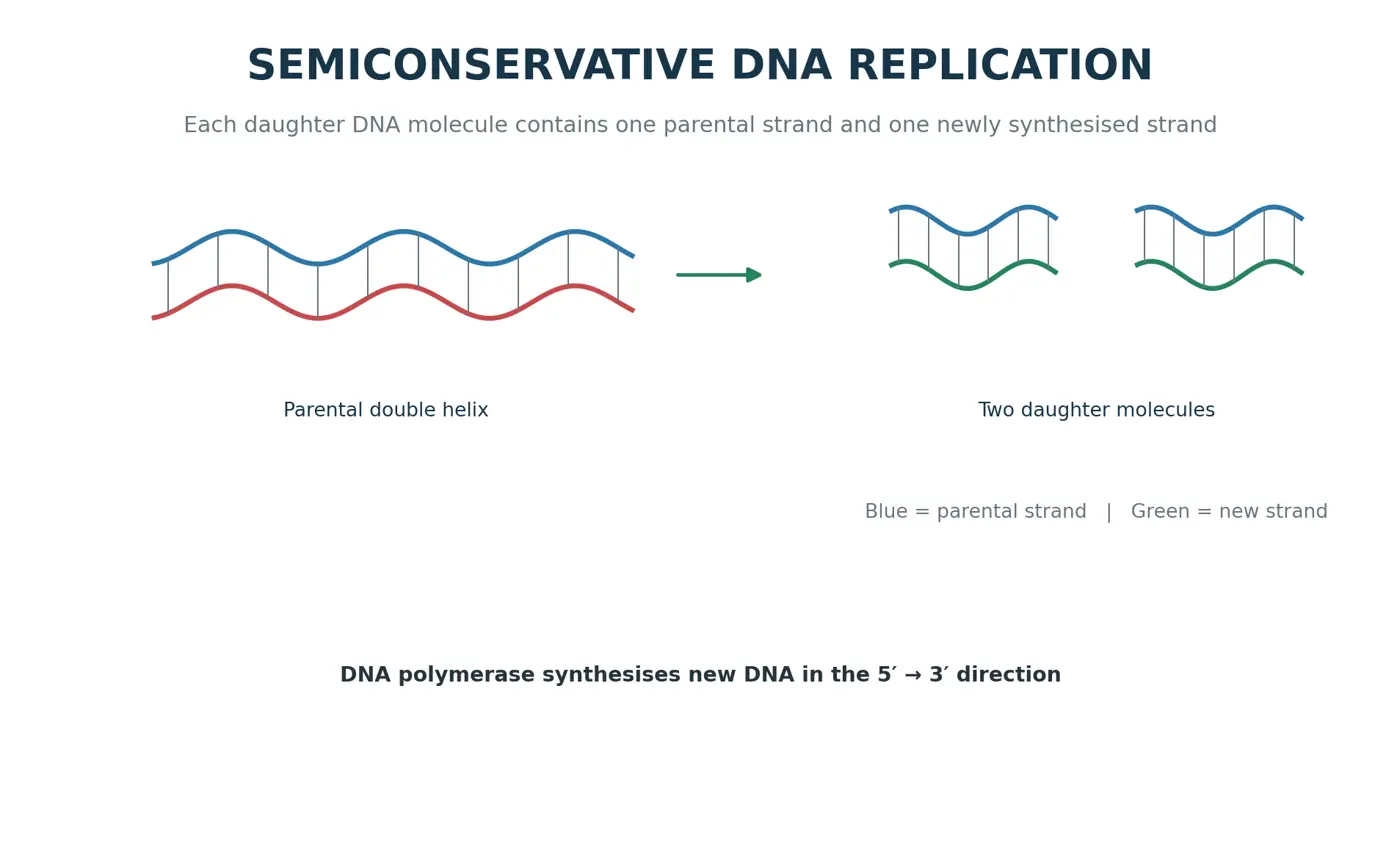 SEMICONSERVATIVE DNA REPLICATION
Each daughter DNA molecule contains one parental strand and one newly synthesised strand
Parental double helix
Two daughter molecules
Blue = parental strand | Green = new strand
DNA polymerase synthesises new DNA in the 5′ → 3′ direction